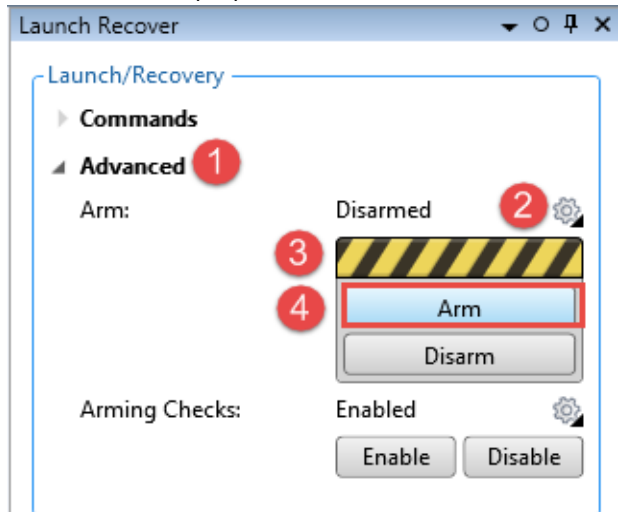 Launch Recover
Launch/Recovery
Commands
Advanced 1
Arm: Disarmed 2
3
4 Arm
Disarm
Arming Checks: Enabled
Enable Disable